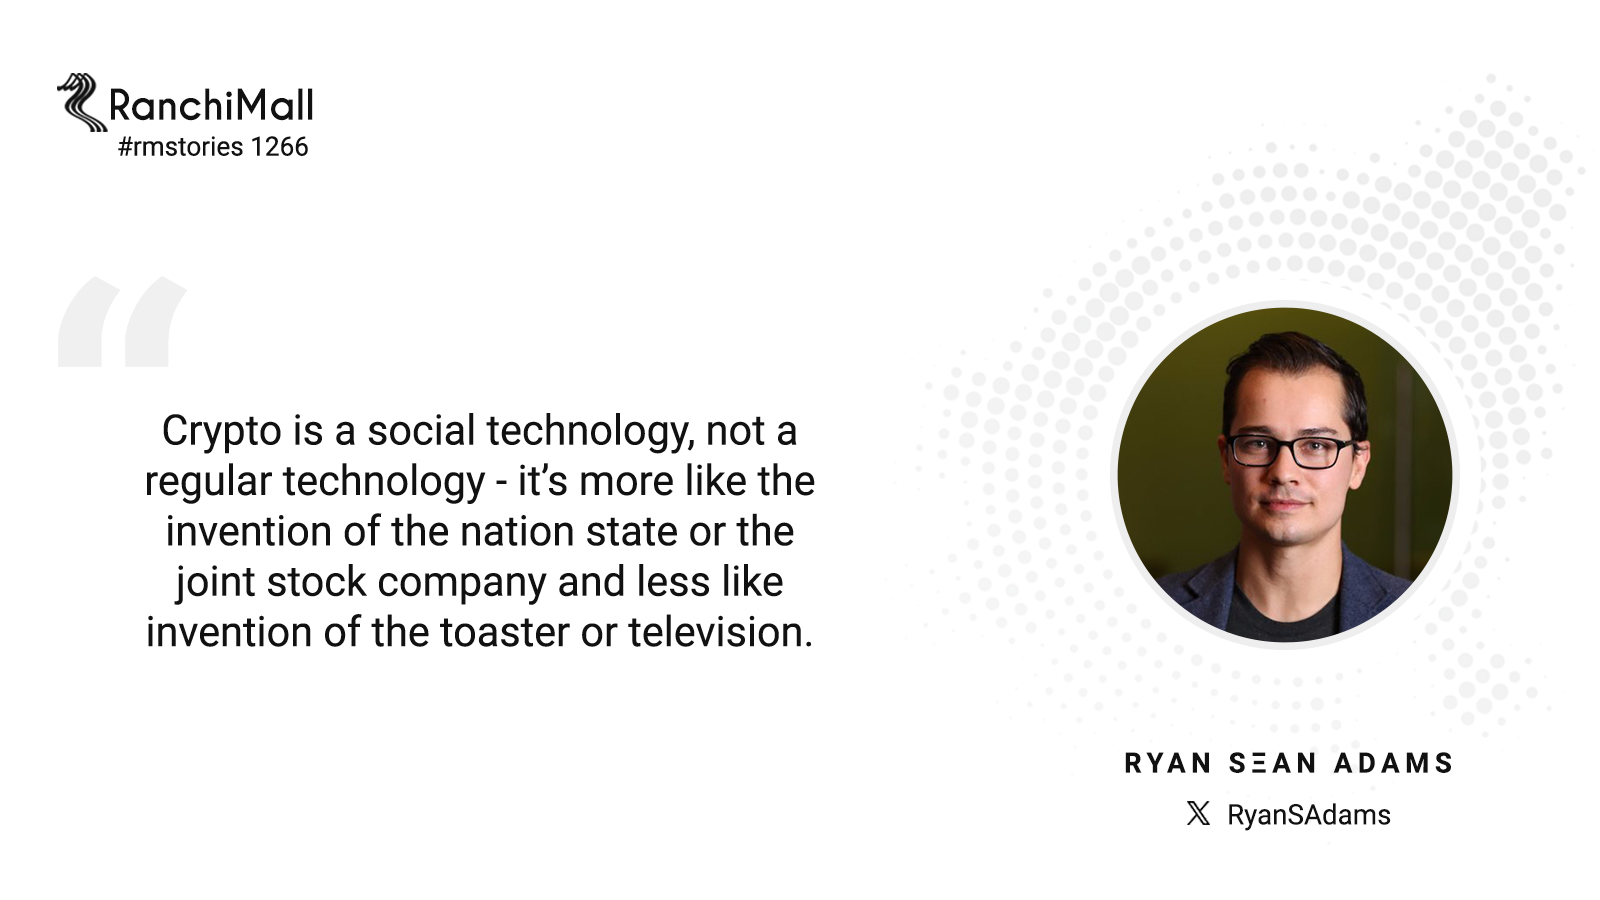 RanchiMall
#rmstories 1266
“
Crypto is a social technology, not a
regular technology - it’s more like the
invention of the nation state or the
joint stock company and less like
invention of the toaster or television.
RYAN SΞAN ADAMS
𝕏 RyanSAdams